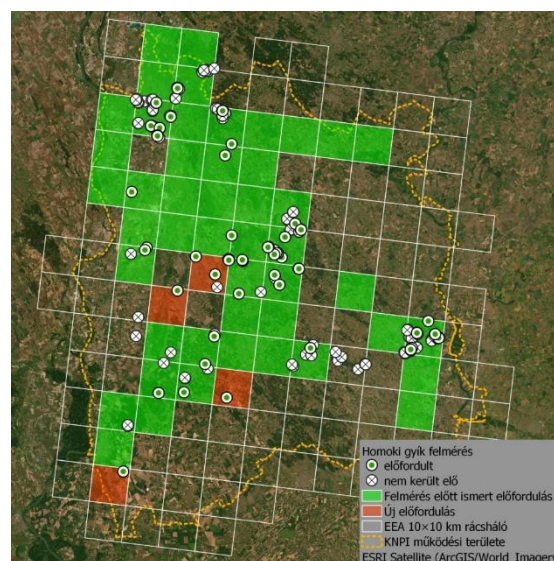 Homoki gyík felmérés
előfordult
nem került elő
Felmérés előtt ismert előfordulás
Új előfordulás
EEA 10×10 km rácsháló
KNPI működési területe
ESRI Satellite (ArcGIS/World_Imagery